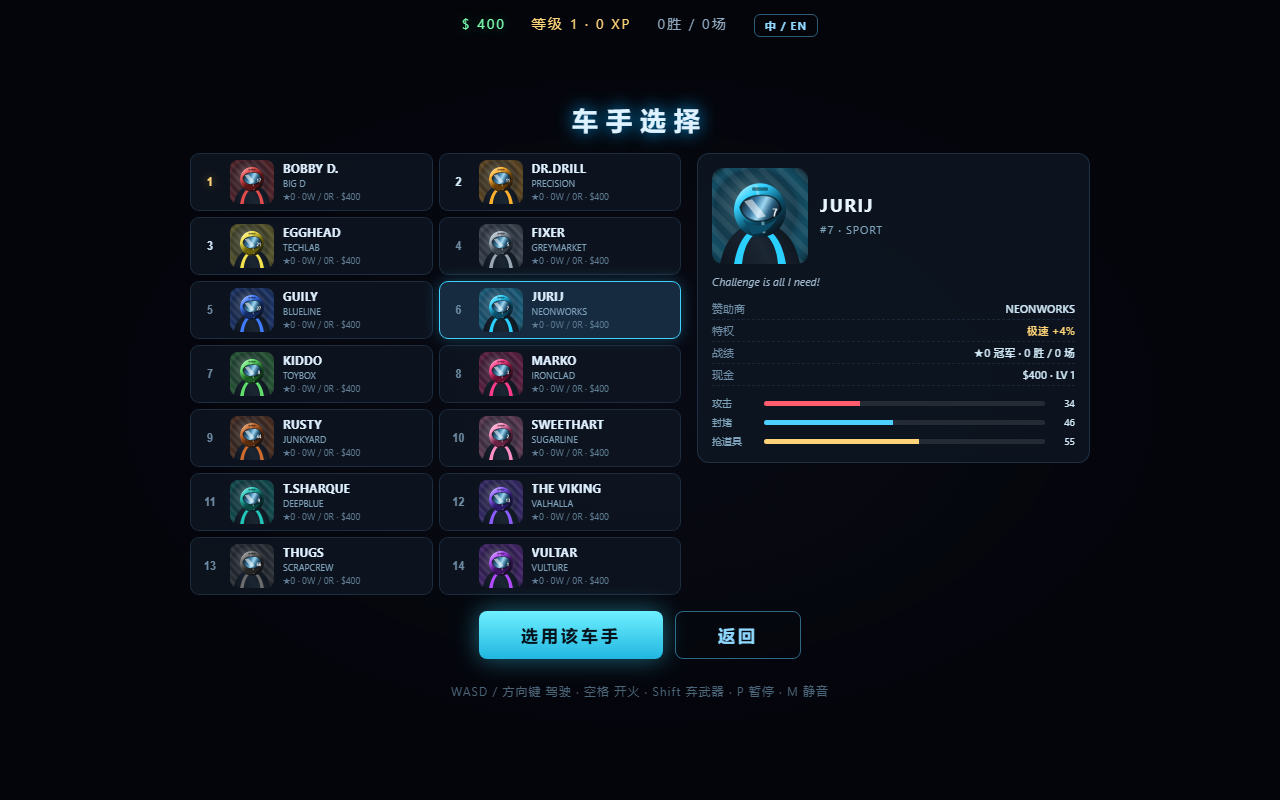 $ 400 等级 1 · 0 XP 0胜 / 0场 中 / EN
车手选择
1 BOBBY D.
BIG D
★0 · 0W / 0R · $400
2 DR.DRILL
PRECISION
★0 · 0W / 0R · $400
3 EGGHEAD
TECHLAB
★0 · 0W / 0R · $400
4 FIXER
GREYMARKET
★0 · 0W / 0R · $400
5 GUILY
BLUELINE
★0 · 0W / 0R · $400
6 JURIJ
NEONWORKS
★0 · 0W / 0R · $400
7 KIDDO
TOYBOX
★0 · 0W / 0R · $400
8 MARKO
IRONCLAD
★0 · 0W / 0R · $400
9 RUSTY
JUNKYARD
★0 · 0W / 0R · $400
10 SWEETHART
SUGARLINE
★0 · 0W / 0R · $400
11 T.SHARQUE
DEEPBLUE
★0 · 0W / 0R · $400
12 THE VIKING
VALHALLA
★0 · 0W / 0R · $400
13 THUGS
SCRAPCREW
★0 · 0W / 0R · $400
14 VULTAR
VULTURE
★0 · 0W / 0R · $400
7
JURIJ
#7 · SPORT
Challenge is all I need!
赞助商 NEONWORKS
特权 极速 +4%
战绩 ★0 冠军 · 0 胜 / 0 场
现金 $400 · LV 1
攻击 34
封堵 46
抢道具 55
选用该车手 返回
WASD / 方向键 驾驶 · 空格 开火 · Shift 弃武器 · P 暂停 · M 静音